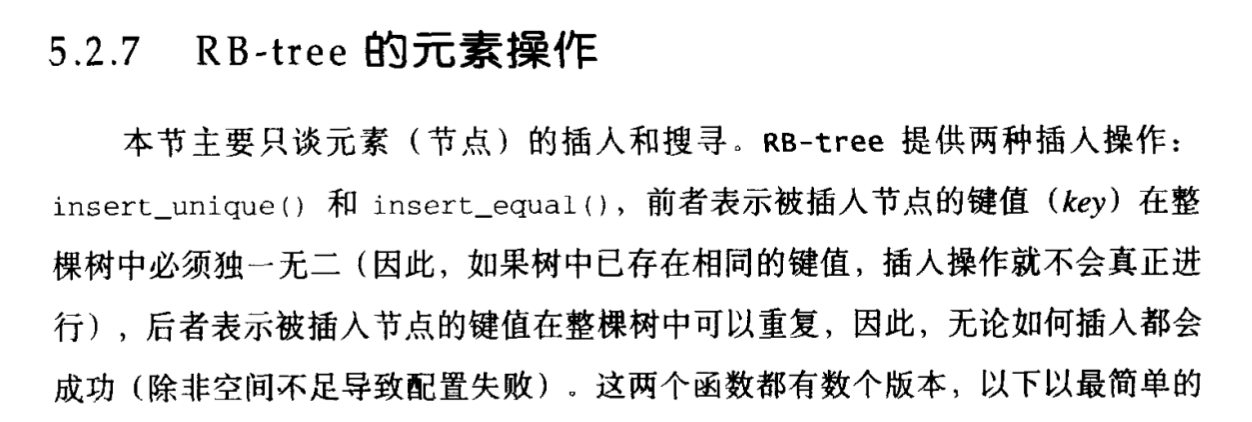 5.2.7 RB-tree 的元素操作
本节主要只谈元素（节点）的插入和搜寻。RB-tree 提供两种插入操作：
insert_unique() 和 insert_equal()，前者表示被插入节点的键值（key）在整
棵树中必须独一无二（因此，如果树中已存在相同的键值，插入操作就不会真正进
行），后者表示被插入节点的键值在整棵树中可以重复，因此，无论如何插入都会
成功（除非空间不足导致配置失败）。这两个函数都有数个版本，以下以最简单的